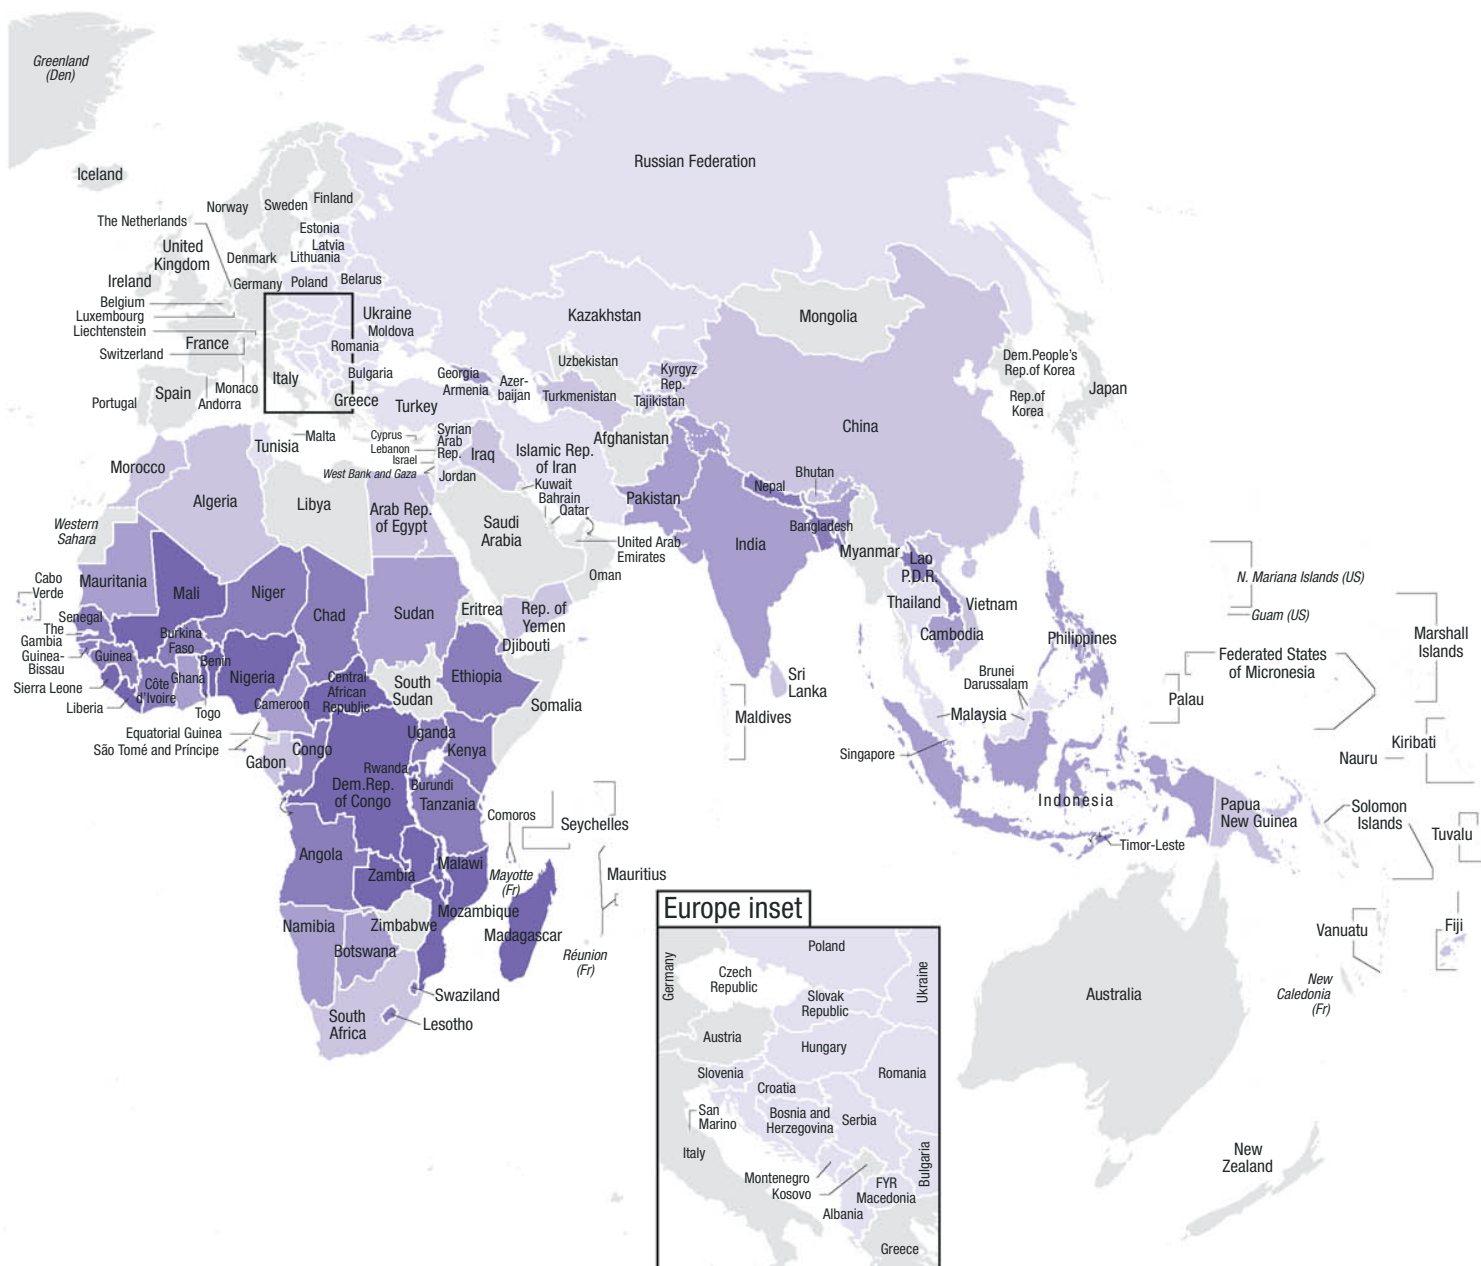 Greenland
(Den)
Iceland
Norway
Sweden
Finland
Russian Federation
The Netherlands
Estonia
Latvia
Lithuania
United
Kingdom
Denmark
Ireland
Germany
Poland
Belarus
Belgium
Luxembourg
Liechtenstein
Switzerland
France
Ukraine
Moldova
Romania
Kazakhstan
Mongolia
Italy
Bulgaria
Monaco
Andorra
Spain
Portugal
Greece
Georgia
Armenia
Azer-
baijan
Uzbekistan
Turkmenistan
Kyrgyz
Rep.
Tajikistan
Dem.People's
Rep.of Korea
Rep.of
Korea
Japan
Turkey
China
Tunisia
Malta
Cyprus
Lebanon
Israel
West Bank and Gaza
Syrian
Arab
Rep.
Iraq
Jordan
Islamic Rep.
of Iran
Afghanistan
Kuwait
Bahrain
Qatar
Pakistan
Nepal
Bhutan
Morocco
Algeria
Libya
Arab Rep.
of Egypt
Western
Sahara
Saudi
Arabia
United Arab
Emirates
Oman
India
Bangladesh
Myanmar
Lao
P.D.R.
Thailand
Vietnam
Cambodia
Philippines
N. Mariana Islands (US)
Guam (US)
Cabo
Verde
Mauritania
Mali
Niger
Chad
Sudan
Eritrea
Rep. of
Yemen
Djibouti
Senegal
The
Gambia
Guinea-
Bissau
Guinea
Sierra Leone
Liberia
Burkina
Faso
Côte
d'Ivoire
Ghana
Benin
Togo
Nigeria
Cameroon
Central
African
Republic
South
Sudan
Ethiopia
Somalia
Sri
Lanka
Maldives
Brunei
Darussalam
Malaysia
Singapore
Palau
Federated States
of Micronesia
Marshall
Islands
Equatorial Guinea
São Tomé and Príncipe
Gabon
Congo
Uganda
Kenya
Rwanda
Burundi
Dem.Rep.
of Congo
Tanzania
Nauru
Kiribati
Indonesia
Papua
New Guinea
Solomon
Islands
Tuvalu
Timor-Leste
Comoros
Seychelles
Angola
Zambia
Malawi
Mayotte
(Fr)
Mauritius
Mozambique
Madagascar
Namibia
Zimbabwe
Botswana
Réunion
(Fr)
Swaziland
South
Africa
Lesotho
Vanuatu
Fiji
New
Caledonia
(Fr)
Australia
New
Zealand
Europe inset
Germany
Poland
Czech
Republic
Ukraine
Slovak
Republic
Austria
Hungary
Slovenia
Romania
Croatia
San
Marino
Bosnia and
Herzegovina
Serbia
Italy
Bulgaria
Montenegro
Kosovo
FYR
Macedonia
Albania
Greece